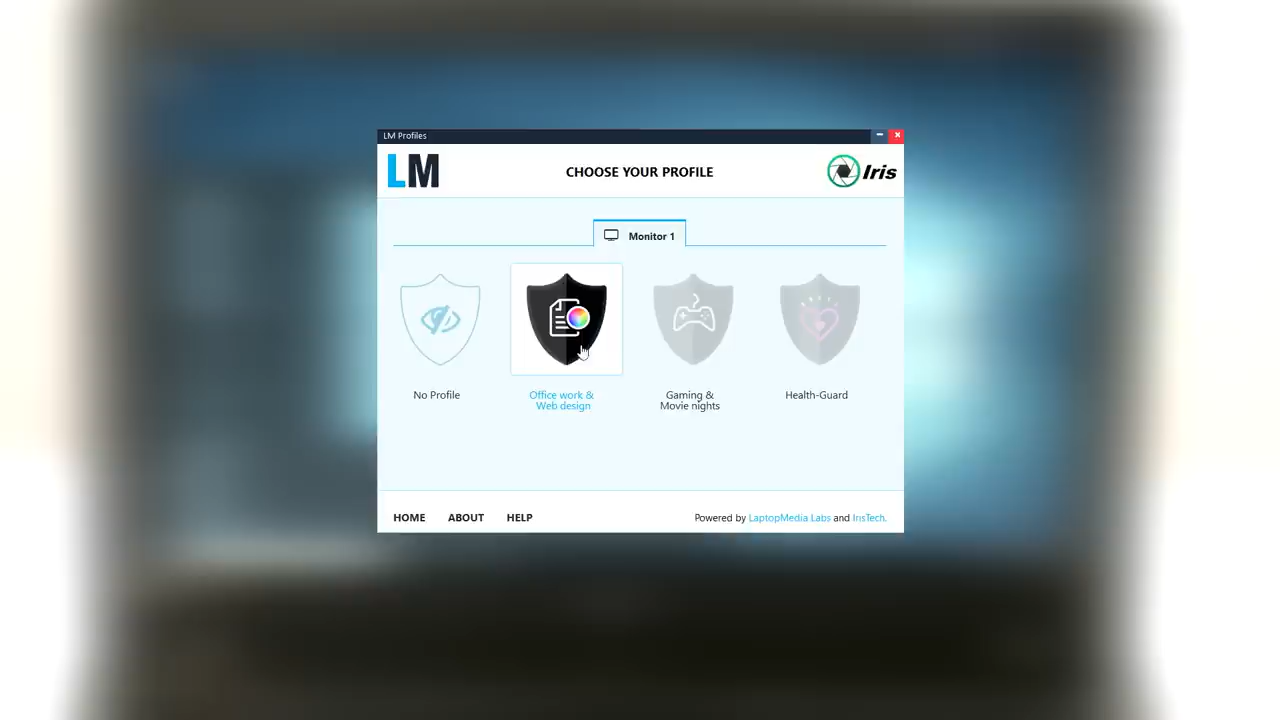 LM Profiles
LM
CHOOSE YOUR PROFILE
Iris
Monitor 1
No Profile
Office work &
Web design
Gaming &
Movie nights
Health-Guard
HOME ABOUT HELP
Powered by LaptopMedia Labs and IrisTech.